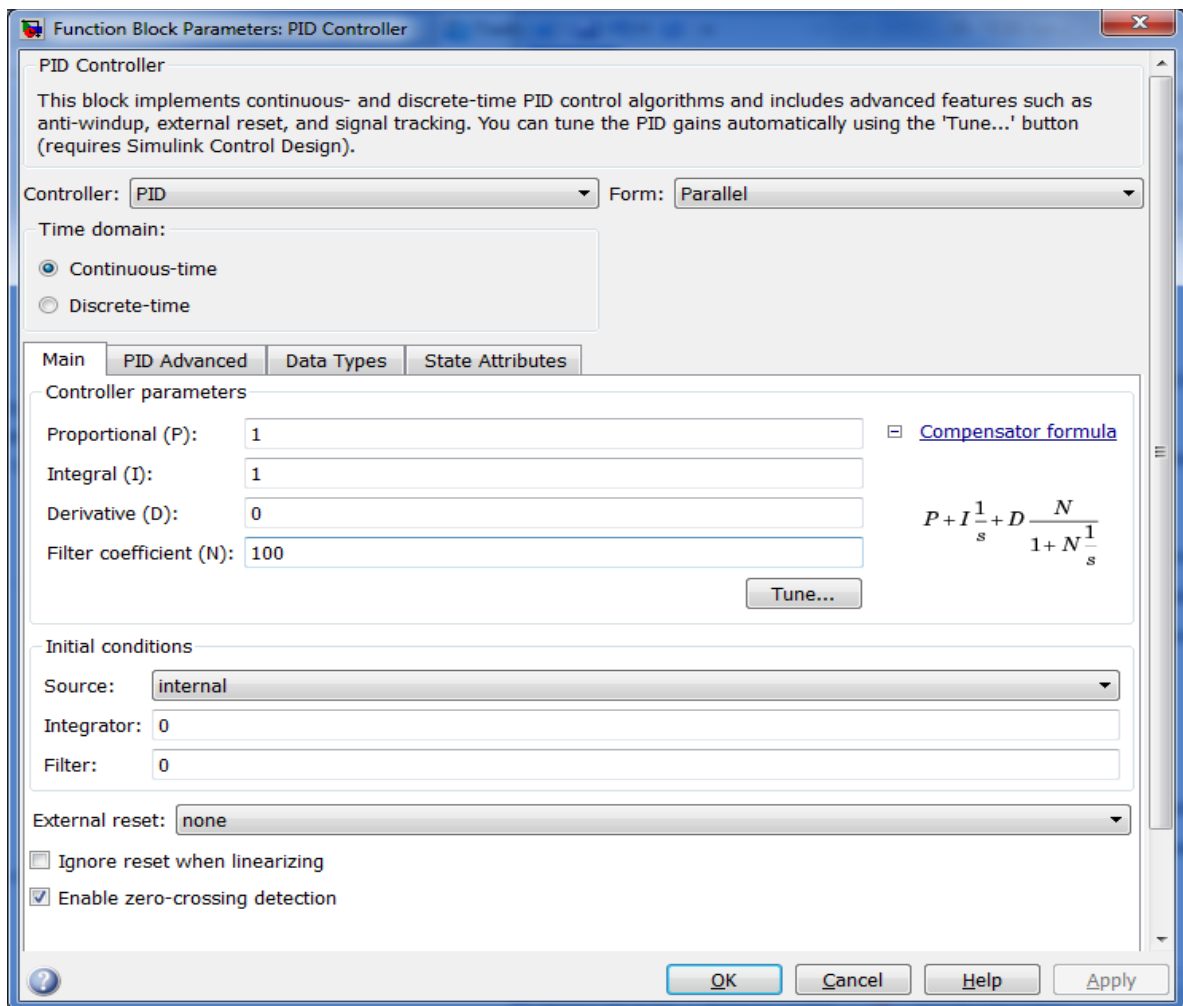 Function Block Parameters: PID Controller
PID Controller
This block implements continuous- and discrete-time PID control algorithms and includes advanced features such as
anti-windup, external reset, and signal tracking. You can tune the PID gains automatically using the 'Tune...' button
(requires Simulink Control Design).
Controller: PID Form: Parallel
Time domain:
Continuous-time
Discrete-time
Main PID Advanced Data Types State Attributes
Controller parameters
Proportional (P): 1 Compensator formula
Integral (I): 1
Derivative (D): 0
P + I 1/s + D N/(1 + N 1/s)
Filter coefficient (N): 100
Tune...
Initial conditions
Source: internal
Integrator: 0
Filter: 0
External reset: none
Ignore reset when linearizing
Enable zero-crossing detection
? OK Cancel Help Apply